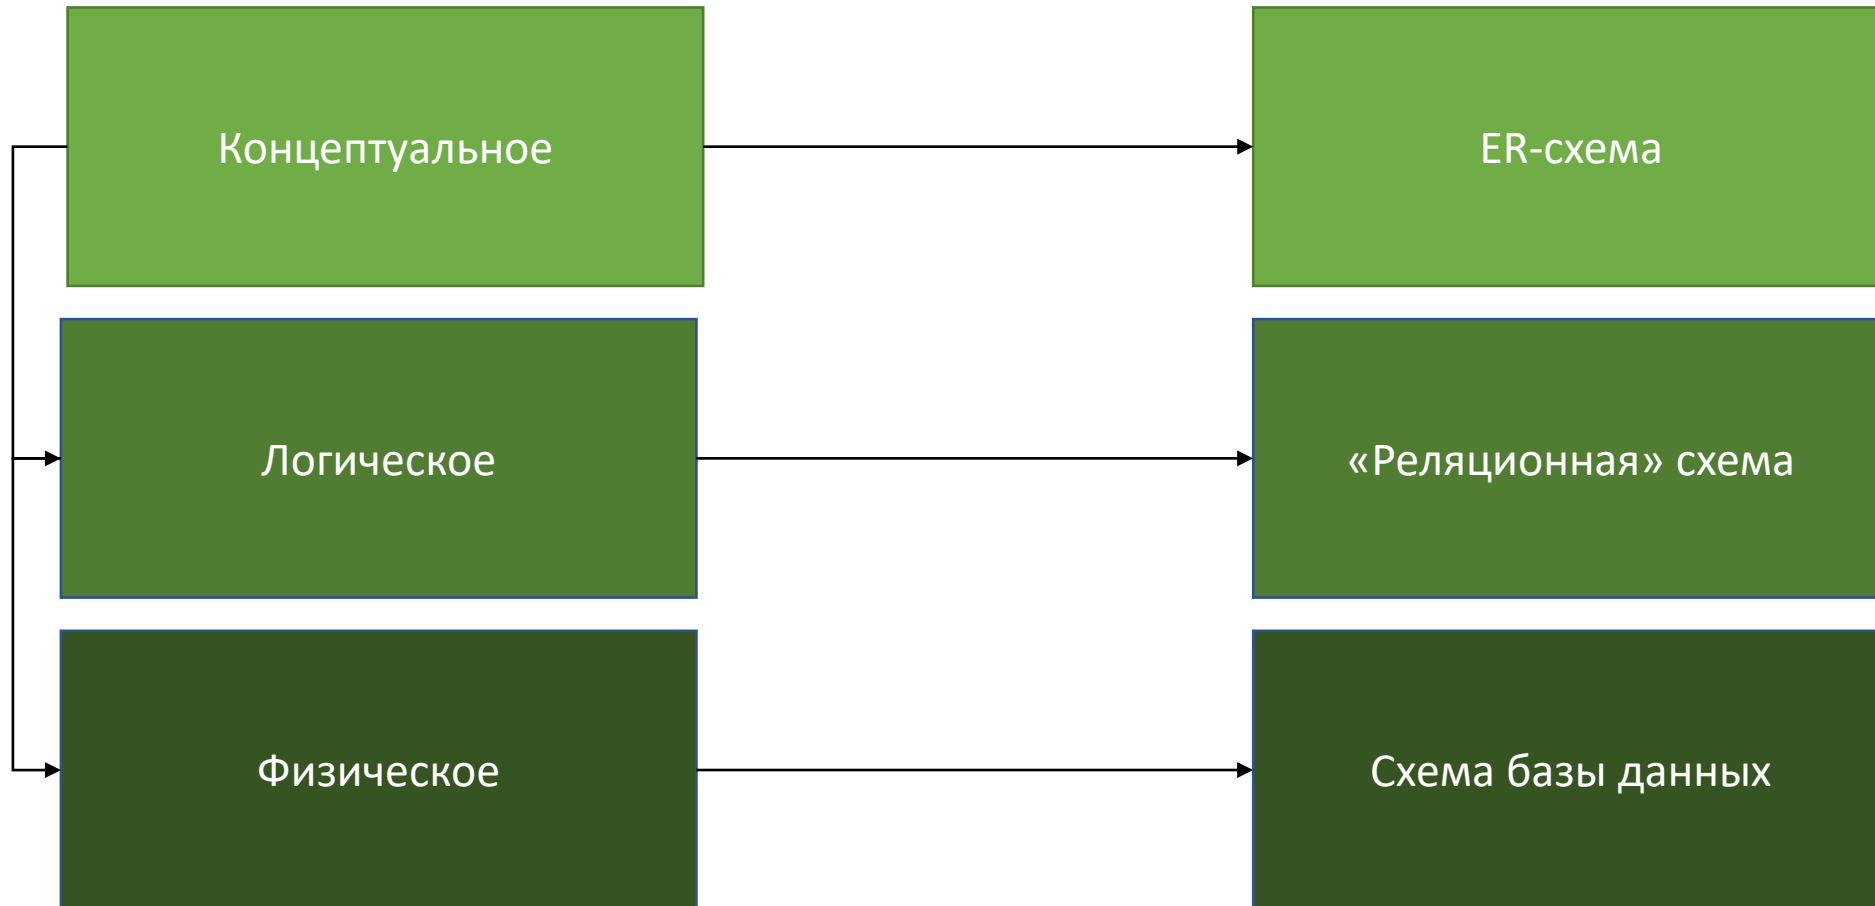 Концептуальное
ER-схема
Логическое
«Реляционная» схема
Физическое
Схема базы данных